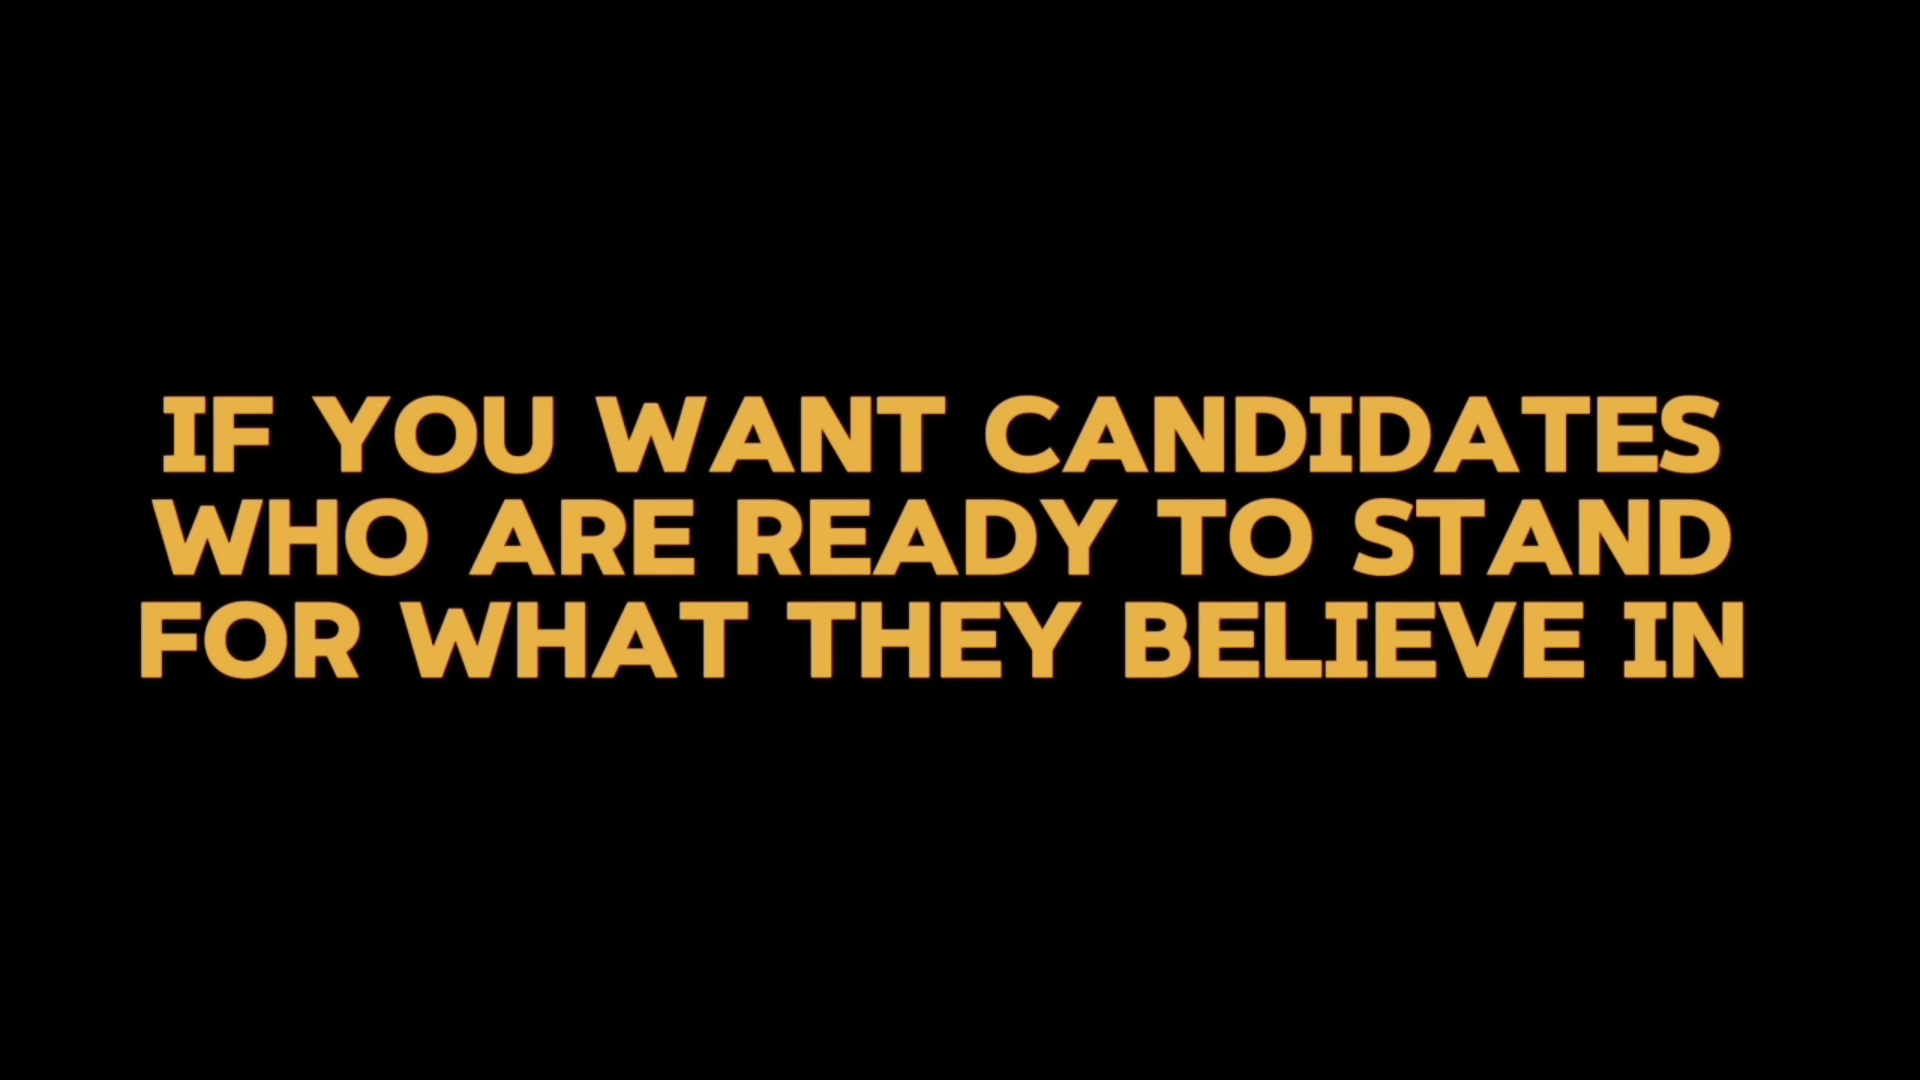 IF YOU WANT CANDIDATES
WHO ARE READY TO STAND
FOR WHAT THEY BELIEVE IN